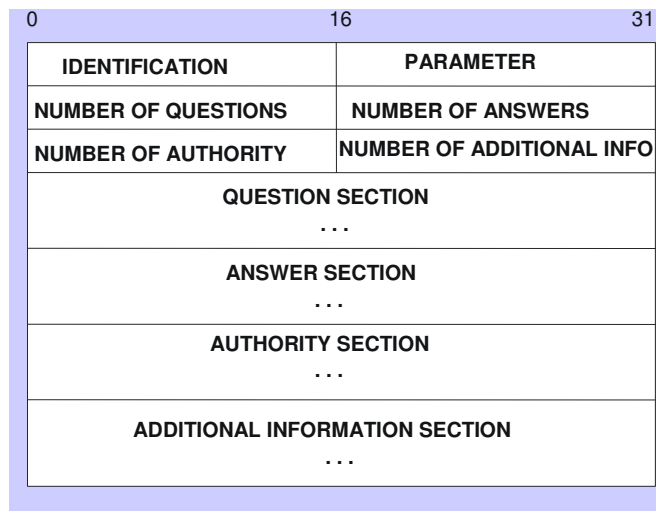 0 16 31
IDENTIFICATION PARAMETER
NUMBER OF QUESTIONS NUMBER OF ANSWERS
NUMBER OF AUTHORITY NUMBER OF ADDITIONAL INFO
QUESTION SECTION
. . .
ANSWER SECTION
. . .
AUTHORITY SECTION
. . .
ADDITIONAL INFORMATION SECTION
. . .